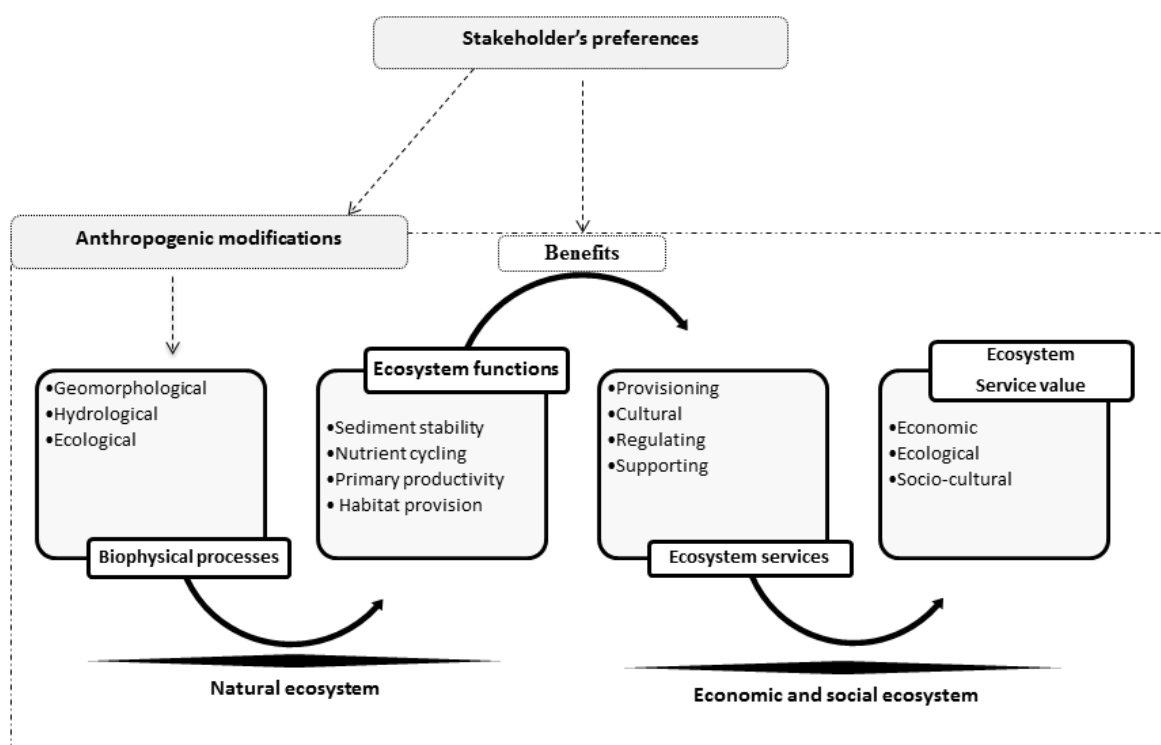 Stakeholder’s preferences
Anthropogenic modifications
Benefits
•Geomorphological
•Hydrological
•Ecological
Biophysical processes
Ecosystem functions
•Sediment stability
•Nutrient cycling
•Primary productivity
• Habitat provision
•Provisioning
•Cultural
•Regulating
•Supporting
Ecosystem services
Ecosystem
Service value
•Economic
•Ecological
•Socio-cultural
Natural ecosystem
Economic and social ecosystem